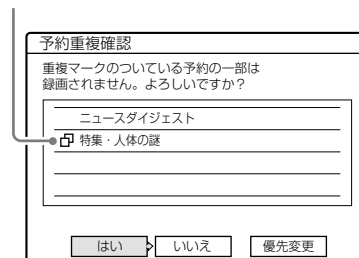 予約重複確認
重複マークのついている予約の一部は
録画されません。よろしいですか？
ニュースダイジェスト
特集・人体の謎
はい いいえ 優先変更